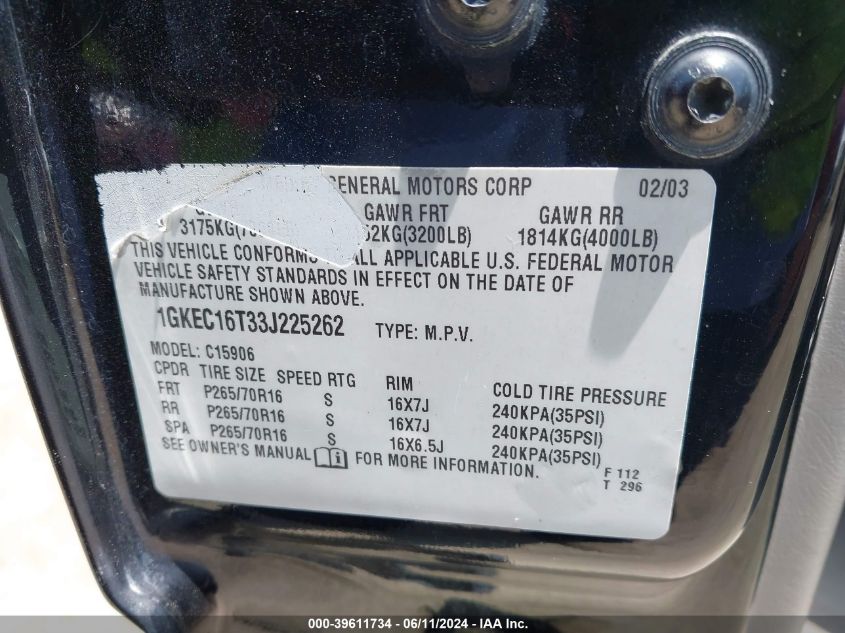 GENERAL MOTORS CORP 02/03
GAWR FRT GAWR RR
3175KG(70 52KG(3200LB) 1814KG(4000LB)
THIS VEHICLE CONFORMS ALL APPLICABLE U.S. FEDERAL MOTOR
VEHICLE SAFETY STANDARDS IN EFFECT ON THE DATE OF
MANUFACTURE SHOWN ABOVE.
1GKEC16T33J225262 TYPE: M.P.V.
MODEL: C15906
CPDR TIRE SIZE SPEED RTG RIM COLD TIRE PRESSURE
FRT P265/70R16 S 16X7J 240KPA(35PSI)
RR P265/70R16 S 16X7J 240KPA(35PSI)
SPA P265/70R16 S 16X6.5J 240KPA(35PSI)
SEE OWNER'S MANUAL FOR MORE INFORMATION.
F 112
T 296
000-39611734 - 06/11/2024 - IAA Inc.